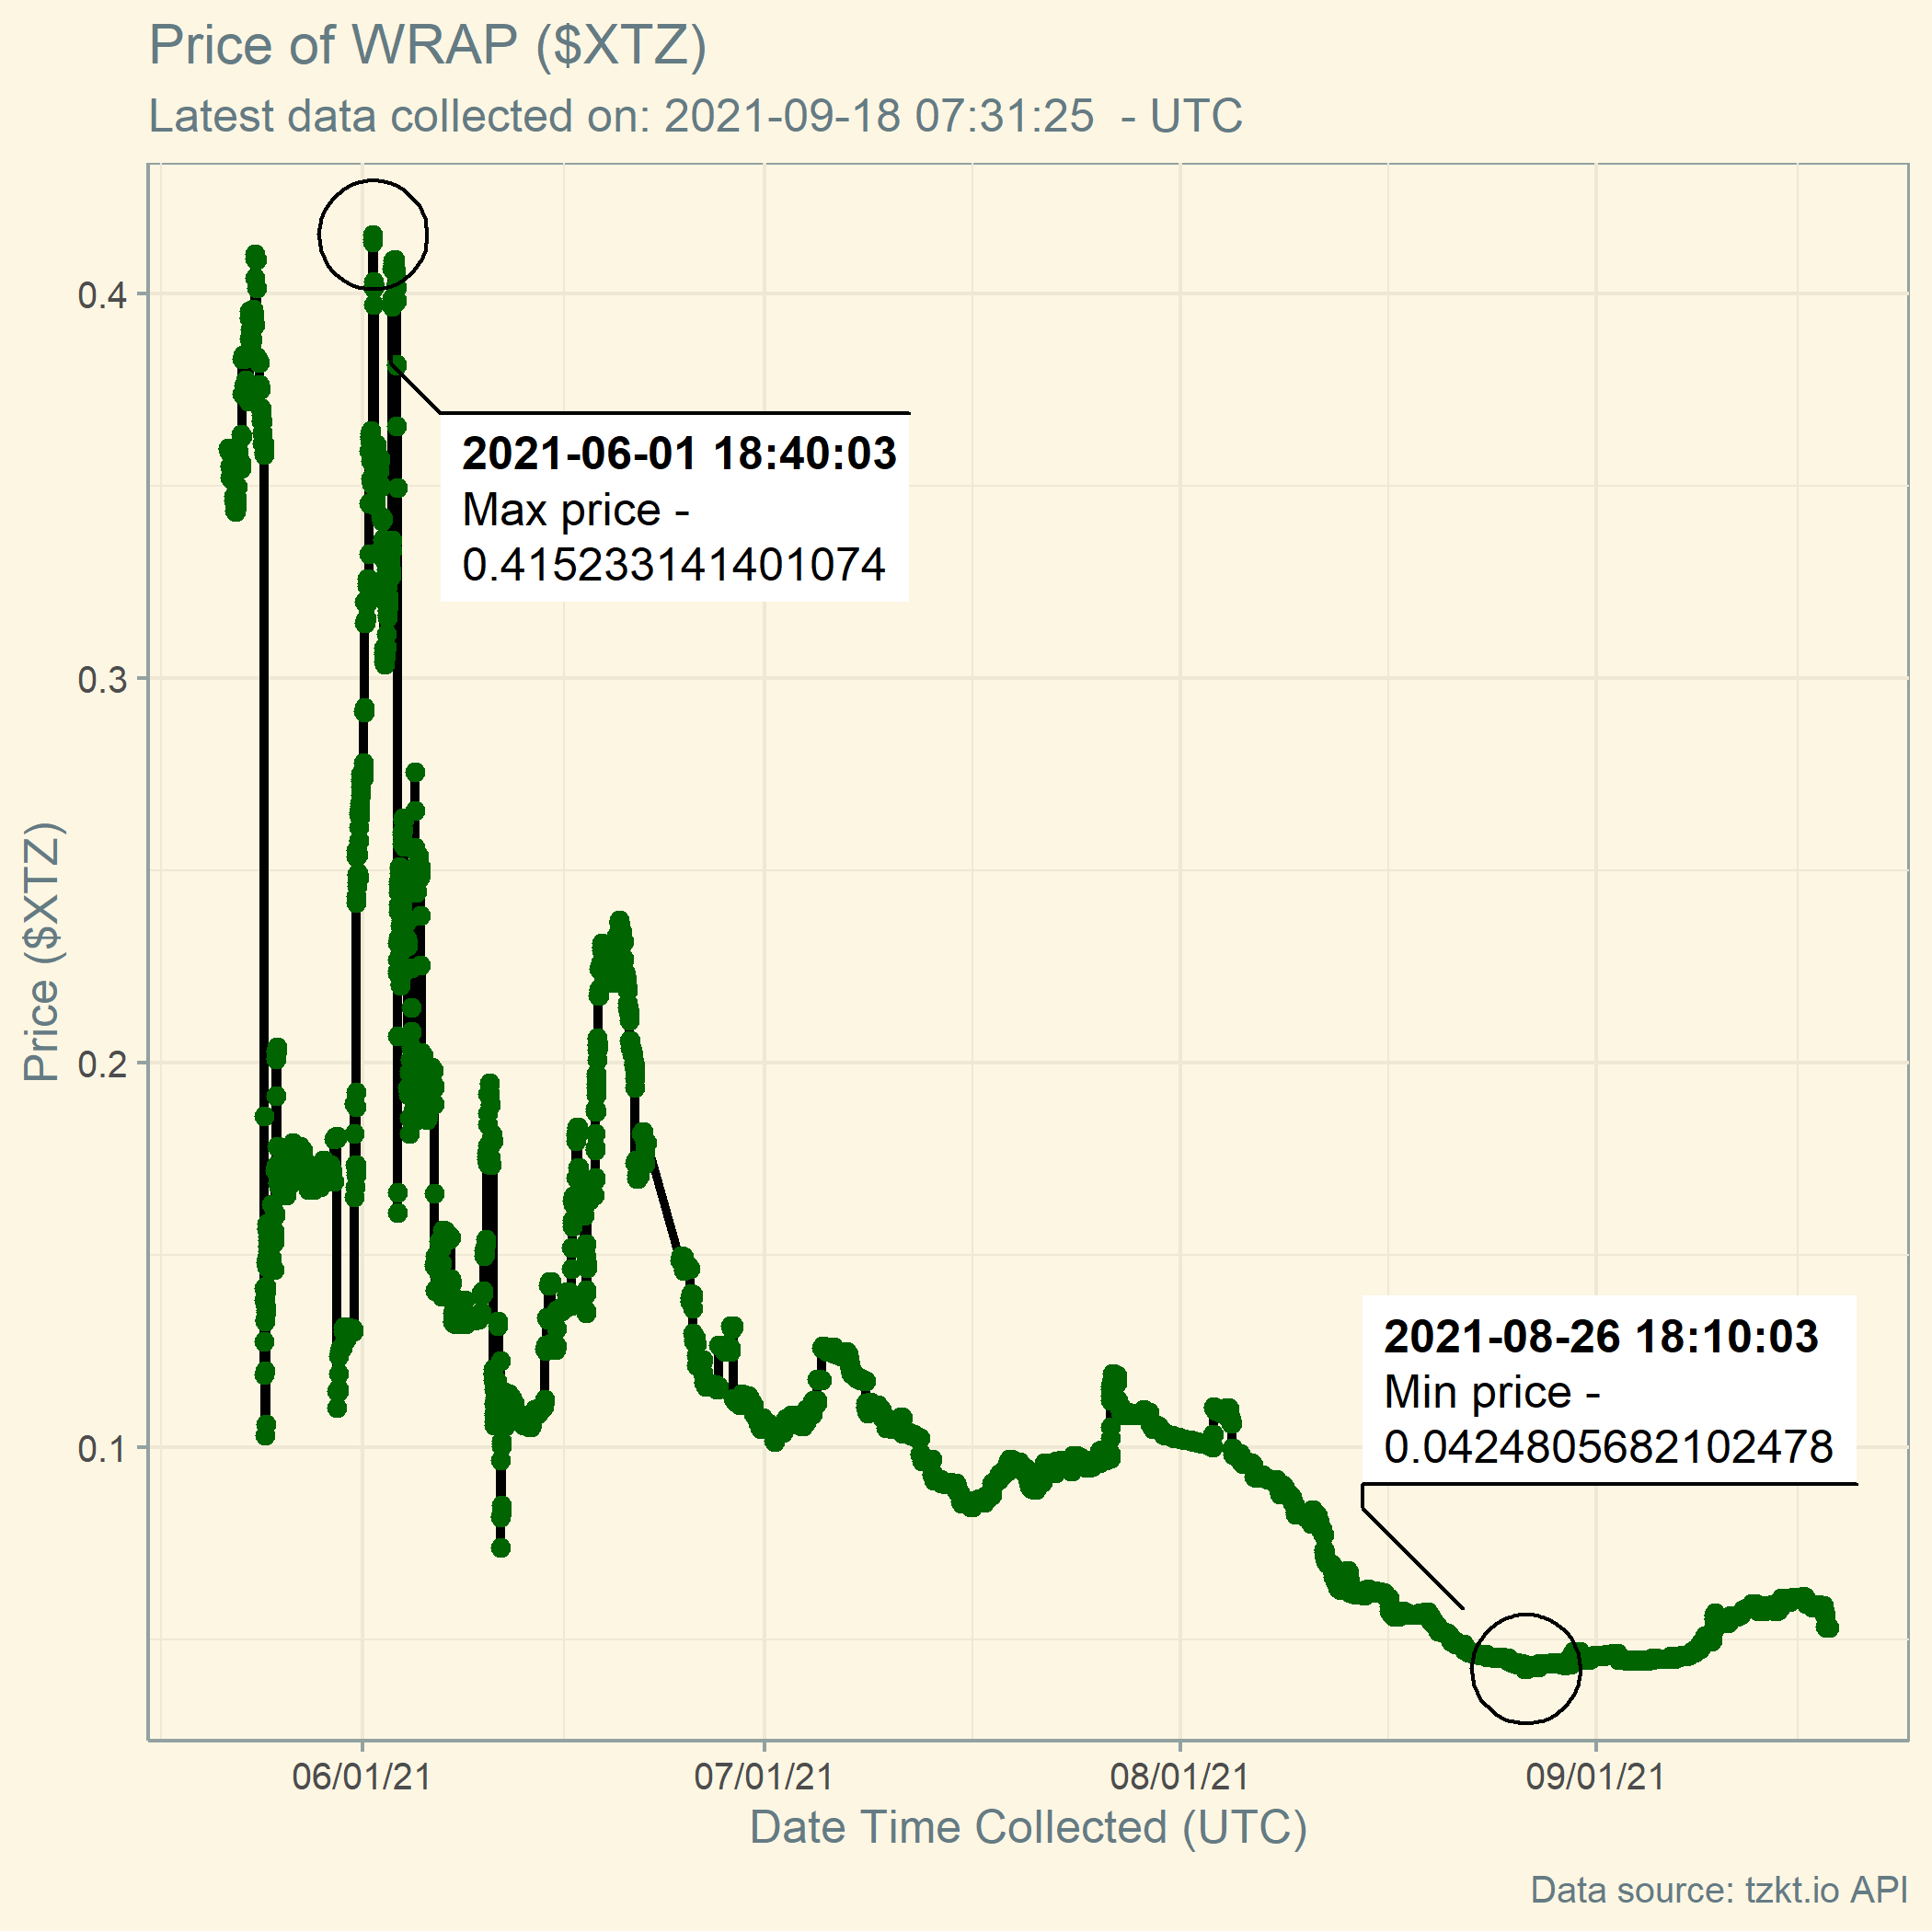 Price of WRAP ($XTZ)
Latest data collected on: 2021-09-18 07:31:25  - UTC
Price ($XTZ)
0.4
0.3
0.2
0.1
2021-06-01 18:40:03
Max price -
0.415233141401074
2021-08-26 18:10:03
Min price -
0.0424805682102478
06/01/21
07/01/21
08/01/21
09/01/21
Date Time Collected (UTC)
Data source: tzkt.io API